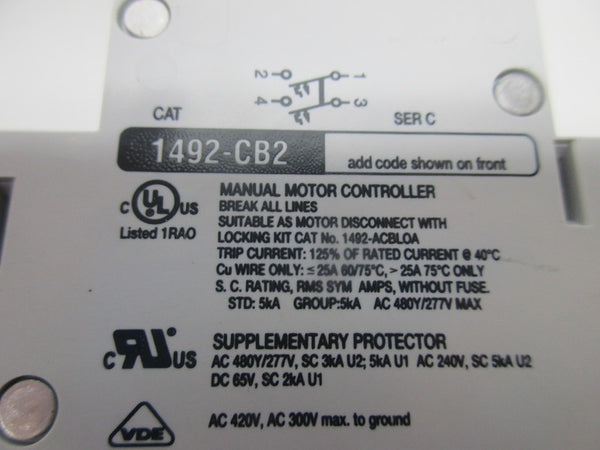 2 1
4 3
CAT SER C
1492-CB2 add code shown on front
C UL US
Listed 1RAO
MANUAL MOTOR CONTROLLER
BREAK ALL LINES
SUITABLE AS MOTOR DISCONNECT WITH
LOCKING KIT CAT No. 1492-ACBLOA
TRIP CURRENT: 125% OF RATED CURRENT @ 40°C
Cu WIRE ONLY: ≤ 25A 60/75°C, > 25A 75°C ONLY
S. C. RATING, RMS SYM AMPS, WITHOUT FUSE.
STD: 5kA GROUP:5kA AC 480Y/277V MAX
C RU US
SUPPLEMENTARY PROTECTOR
AC 480Y/277V, SC 3kA U2; 5kA U1 AC 240V, SC 5kA U2
DC 65V, SC 2kA U1
VDE
AC 420V, AC 300V max. to ground